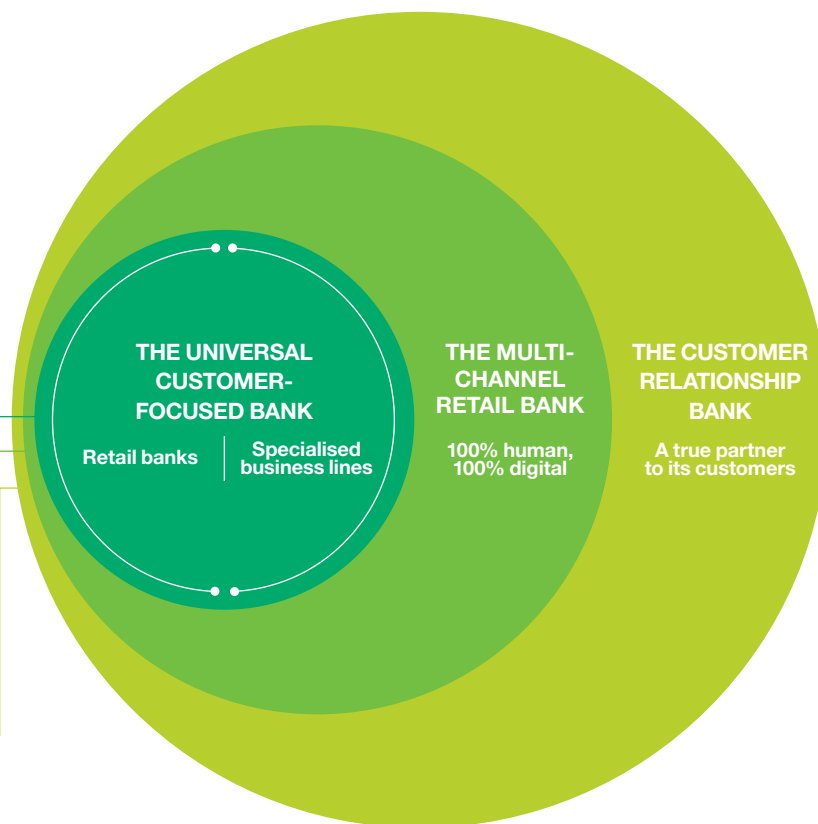 THE UNIVERSAL
CUSTOMER-
FOCUSED BANK
Retail banks
Specialised
business lines
THE MULTI-
CHANNEL
RETAIL BANK
100% human,
100% digital
THE CUSTOMER
RELATIONSHIP
BANK
A true partner
to its customers